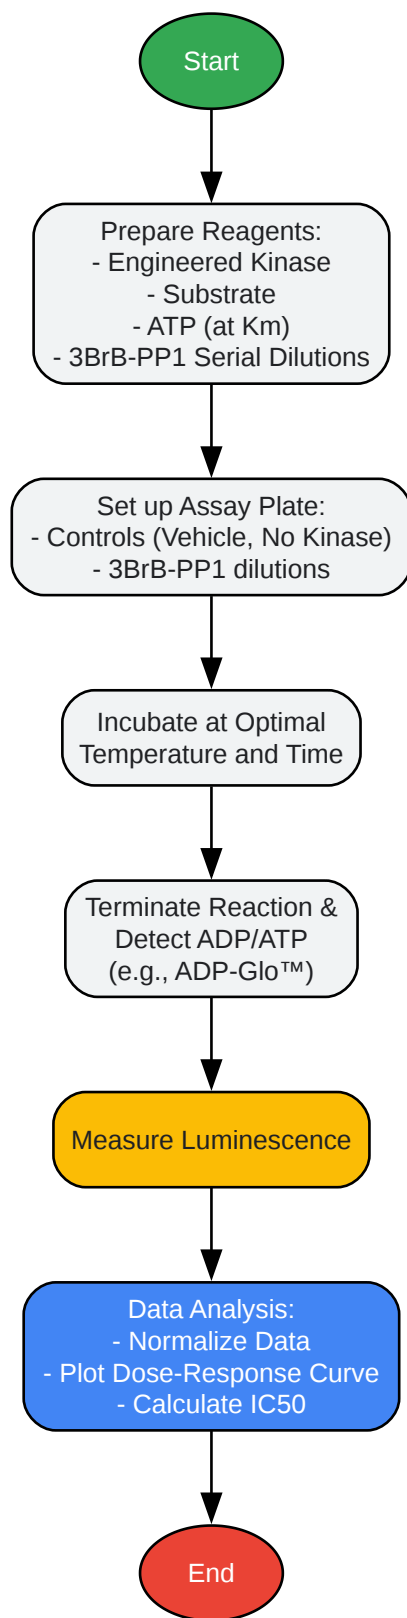 Start
Prepare Reagents:
- Engineered Kinase
- Substrate
- ATP (at Km)
- 3BrB-PP1 Serial Dilutions
Set up Assay Plate:
- Controls (Vehicle, No Kinase)
- 3BrB-PP1 dilutions
Incubate at Optimal
Temperature and Time
Terminate Reaction &
Detect ADP/ATP
(e.g., ADP-Glo™)
Measure Luminescence
Data Analysis:
- Normalize Data
- Plot Dose-Response Curve
- Calculate IC50
End